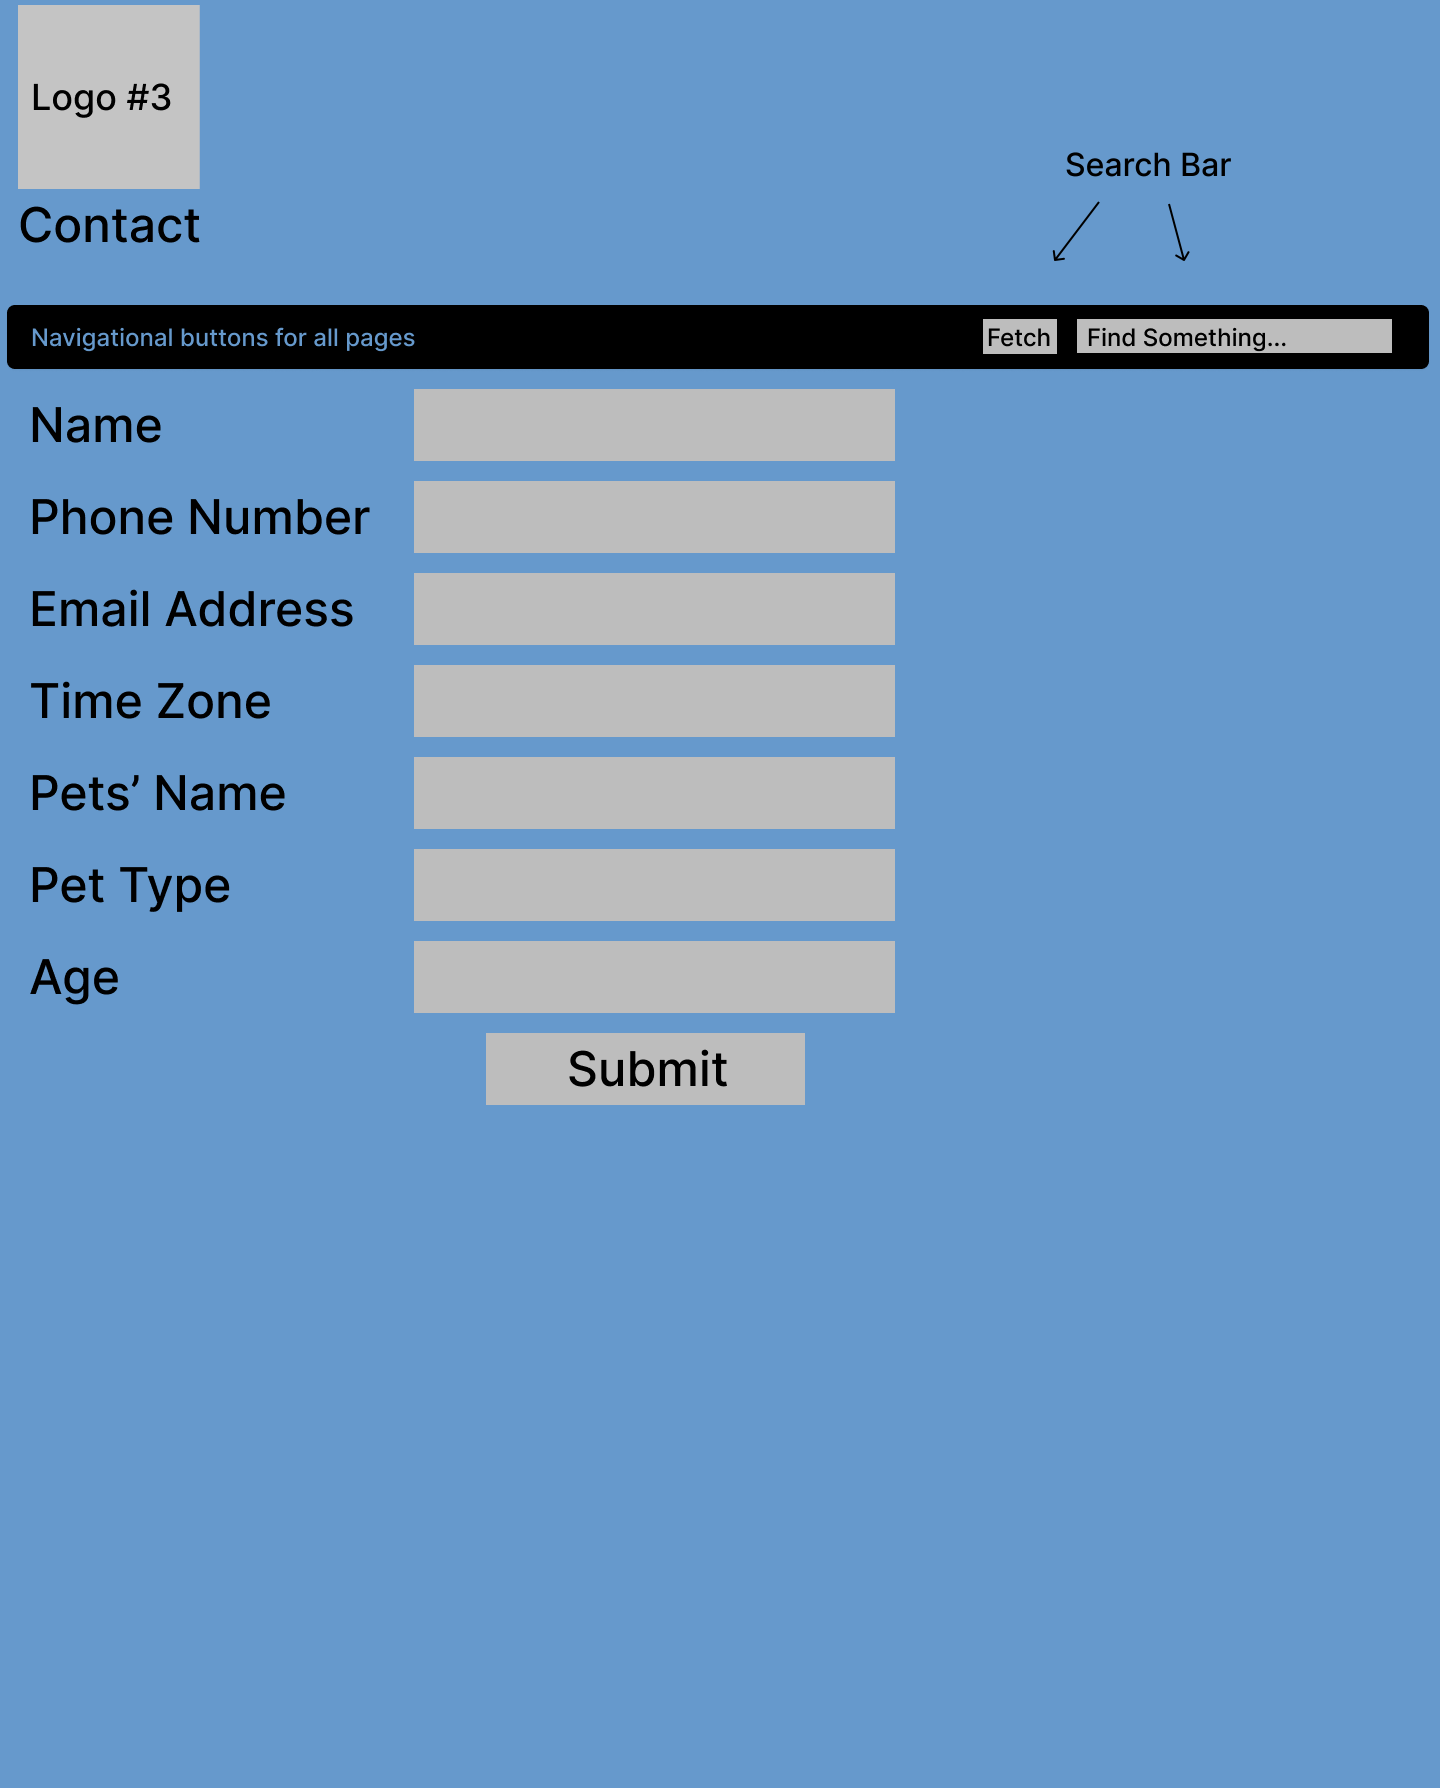 Logo #3
Search Bar
Contact
Navigational buttons for all pages
Fetch
Find Something...
Name
Phone Number
Email Address
Time Zone
Pets’ Name
Pet Type
Age
Submit